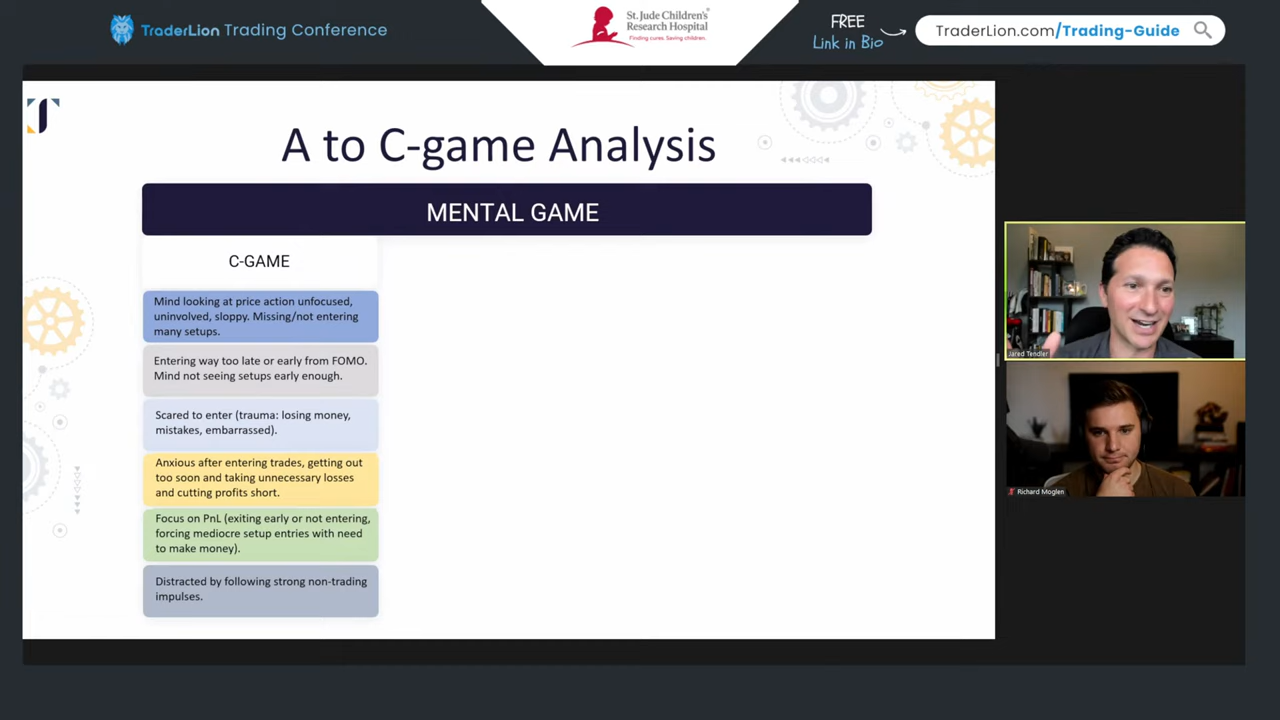 TraderLion Trading Conference
St. Jude Children's
Research Hospital
Finding cures. Saving children.
FREE
Link in Bio
TraderLion.com/Trading-Guide
A to C-game Analysis
MENTAL GAME
C-GAME
Mind looking at price action unfocused,
uninvolved, sloppy. Missing/not entering
many setups.
Entering way too late or early from FOMO.
Mind not seeing setups early enough.
Scared to enter (trauma: losing money,
mistakes, embarrassed).
Anxious after entering trades, getting out
too soon and taking unnecessary losses
and cutting profits short.
Focus on PnL (exiting early or not entering,
forcing mediocre setup entries with need
to make money).
Distracted by following strong non-trading
impulses.
Jared Tendler
Richard Moglen